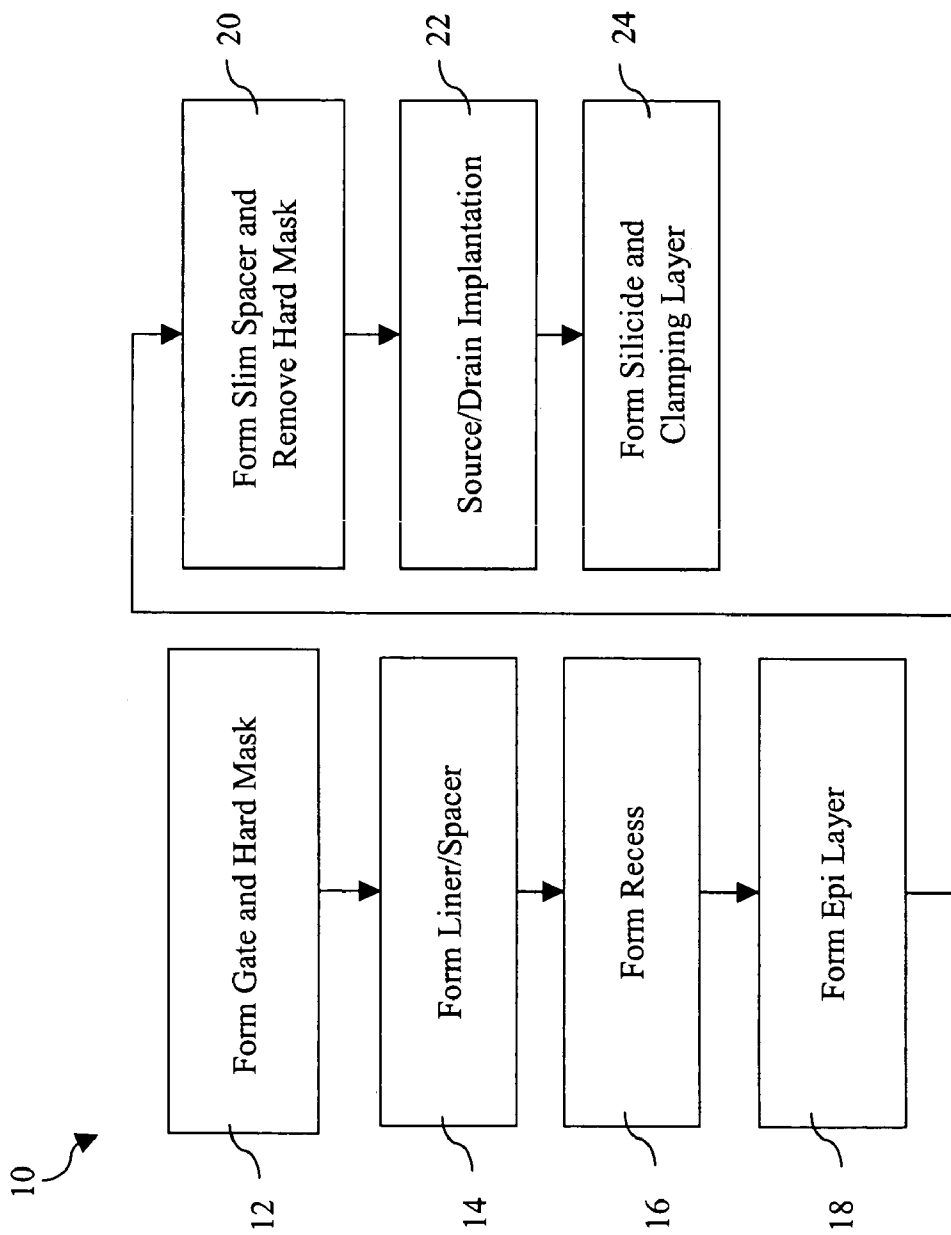 10
12
Form Gate and Hard Mask
14
Form Liner/Spacer
16
Form Recess
18
Form Epi Layer
20
Form Slim Spacer and
Remove Hard Mask
22
Source/Drain Implantation
24
Form Silicide and
Clamping Layer